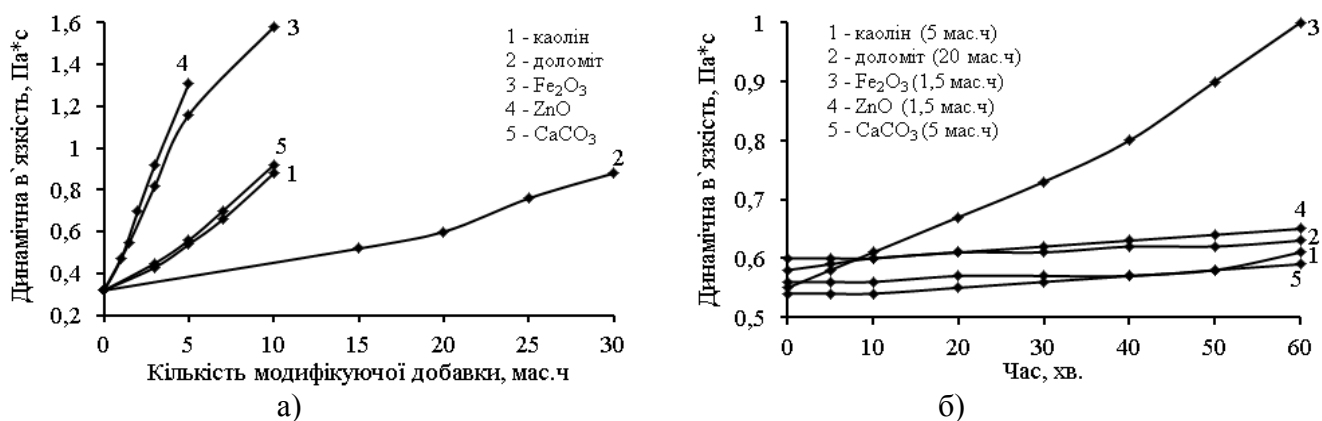 Динамічна в`язкість, Па*с
1,6
1,4
1,2
1
0,8
0,6
0,4
0,2
0 5 10 15 20 25 30
Кількість модифікуючої добавки, мас.ч
4
3
5
1
2
1 - каолін
2 - доломіт
3 - Fe₂O₃
4 - ZnO
5 - CaCO₃
а)
Динамічна в`язкість, Па*с
1
0,9
0,8
0,7
0,6
0,5
0 10 20 30 40 50 60
Час, хв.
1 - каолін (5 мас.ч)
2 - доломіт (20 мас.ч)
3 - Fe₂O₃ (1,5 мас.ч)
4 - ZnO (1,5 мас.ч)
5 - CaCO₃ (5 мас.ч)
3
4
2
1
5
б)